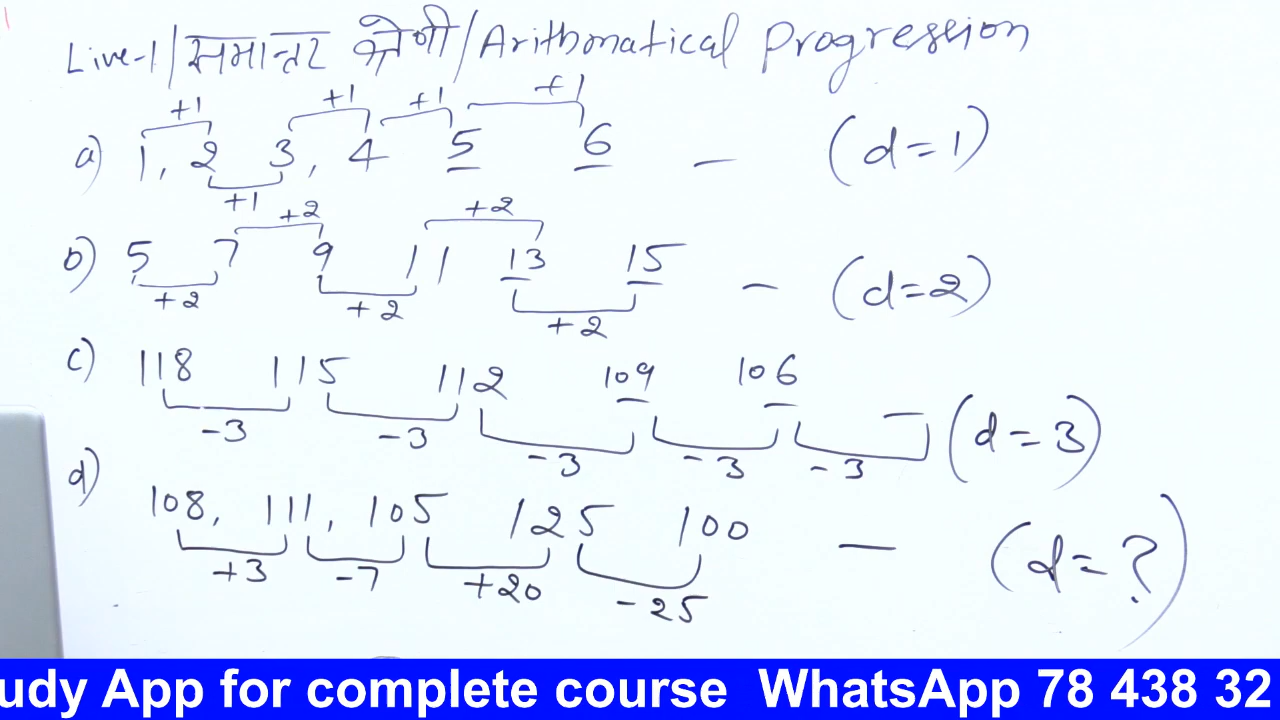 Live-1/समान्तर श्रेणी/Arithmatical Progression
+1 +1 +1 +1
a) 1, 2 3, 4 5 6 — (d=1)
+1
+2 +2
b) 5 7 9 11 13 15 — (d=2)
+2 +2 +2
c) 118 115 112 109 106 — (d=3)
-3 -3 -3 -3 -3
d) 108, 111, 105 125 100 — (d=?)
+3 -7 +20 -25
udy App for complete course WhatsApp 78 438 32